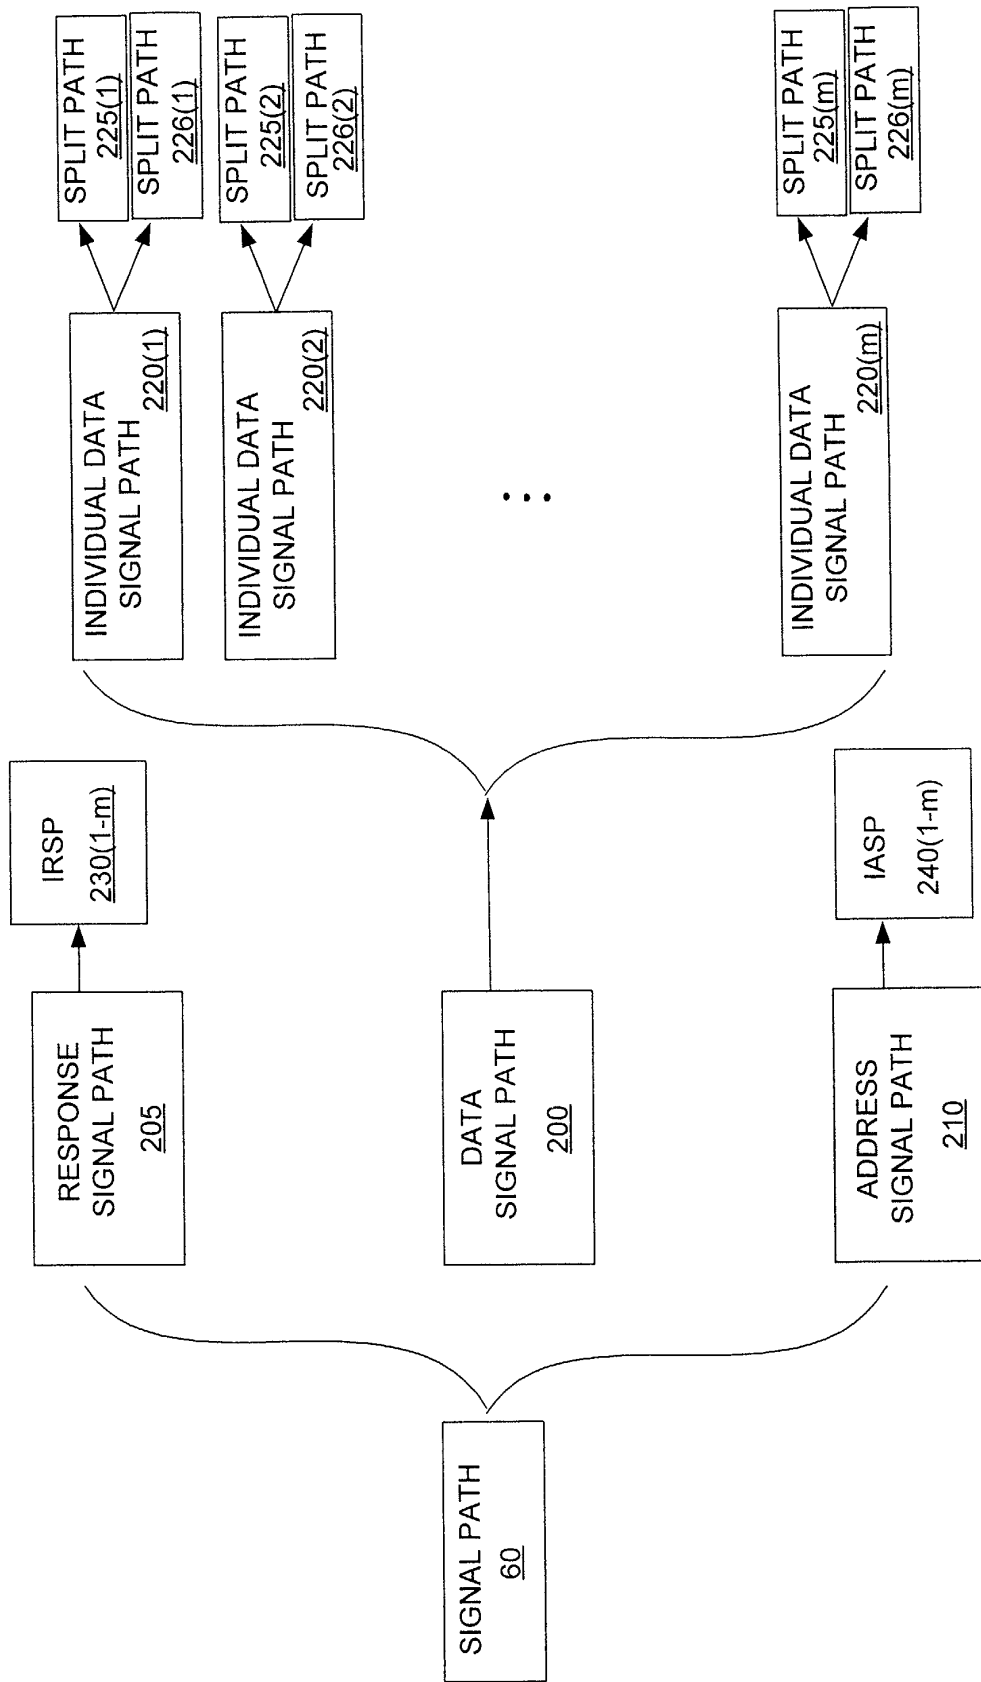 SIGNAL PATH
60
RESPONSE
SIGNAL PATH
205
IRSP
230(1-m)
DATA
SIGNAL PATH
200
ADDRESS
SIGNAL PATH
210
IASP
240(1-m)
INDIVIDUAL DATA
SIGNAL PATH
220(1)
SPLIT PATH
225(1)
SPLIT PATH
226(1)
INDIVIDUAL DATA
SIGNAL PATH
220(2)
SPLIT PATH
225(2)
SPLIT PATH
226(2)
• • •
INDIVIDUAL DATA
SIGNAL PATH
220(m)
SPLIT PATH
225(m)
SPLIT PATH
226(m)